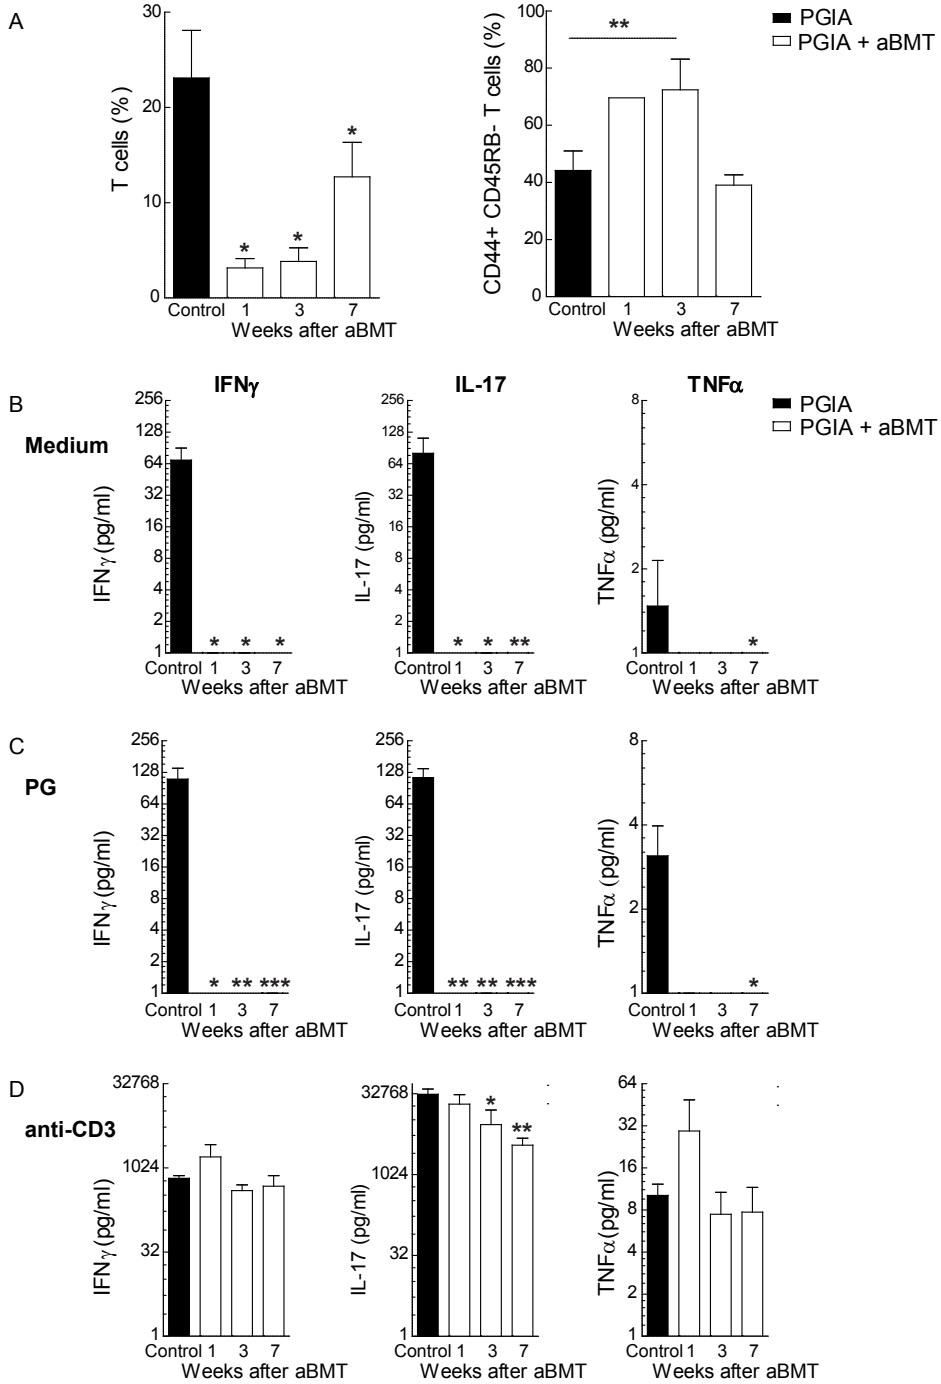 A
PGIA
PGIA + aBMT
T cells (%)
30
20
10
0
*
*
*
Control 1 3 7
Weeks after aBMT
CD44+ CD45RB- T cells (%)
100
80
60
40
20
0
**
Control 1 3 7
Weeks after aBMT
B
Medium
PGIA
PGIA + aBMT
IFNγ
IFNγ (pg/ml)
256
128
64
32
16
8
4
2
1
* * *
Control 1 3 7
Weeks after aBMT
IL-17
IL-17 (pg/ml)
256
128
64
32
16
8
4
2
1
* * **
Control 1 3 7
Weeks after aBMT
TNFα
TNFα (pg/ml)
8
4
2
1
*
Control 1 3 7
Weeks after aBMT
C
PG
IFNγ (pg/ml)
256
128
64
32
16
8
4
2
1
* ** ***
Control 1 3 7
Weeks after aBMT
IL-17 (pg/ml)
256
128
64
32
16
8
4
2
1
** ** ***
Control 1 3 7
Weeks after aBMT
TNFα (pg/ml)
8
4
2
1
*
Control 1 3 7
Weeks after aBMT
D
anti-CD3
IFNγ (pg/ml)
32768
1024
32
1
Control 1 3 7
Weeks after aBMT
IL-17 (pg/ml)
32768
1024
32
1
*
**
Control 1 3 7
Weeks after aBMT
TNFα(pg/ml)
64
32
16
8
4
2
1
Control 1 3 7
Weeks after aBMT